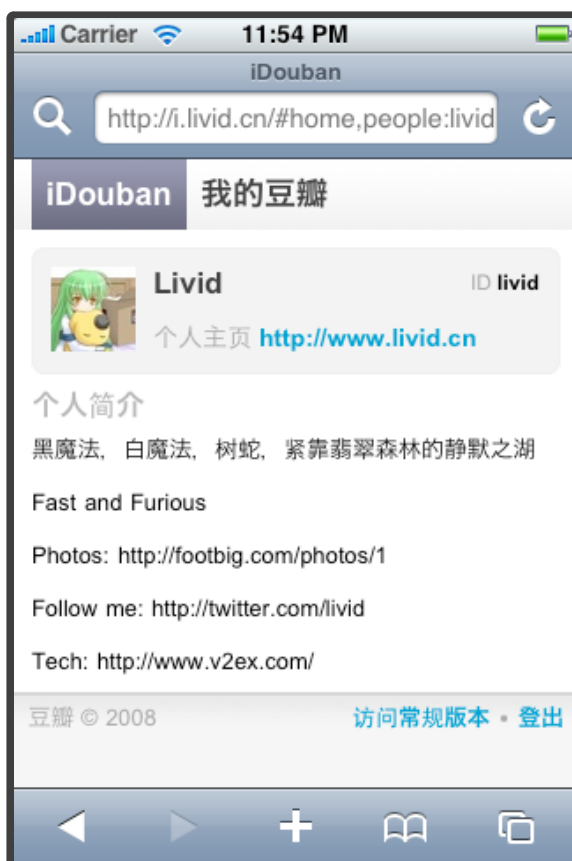 Carrier 11:54 PM
iDouban
http://i.livid.cn/#home,people:livid
iDouban 我的豆瓣
Livid ID livid
个人主页 http://www.livid.cn
个人简介
黑魔法, 白魔法, 树蛇, 紧靠翡翠森林的静默之湖
Fast and Furious
Photos: http://footbig.com/photos/1
Follow me: http://twitter.com/livid
Tech: http://www.v2ex.com/
豆瓣 © 2008 访问常规版本 • 登出